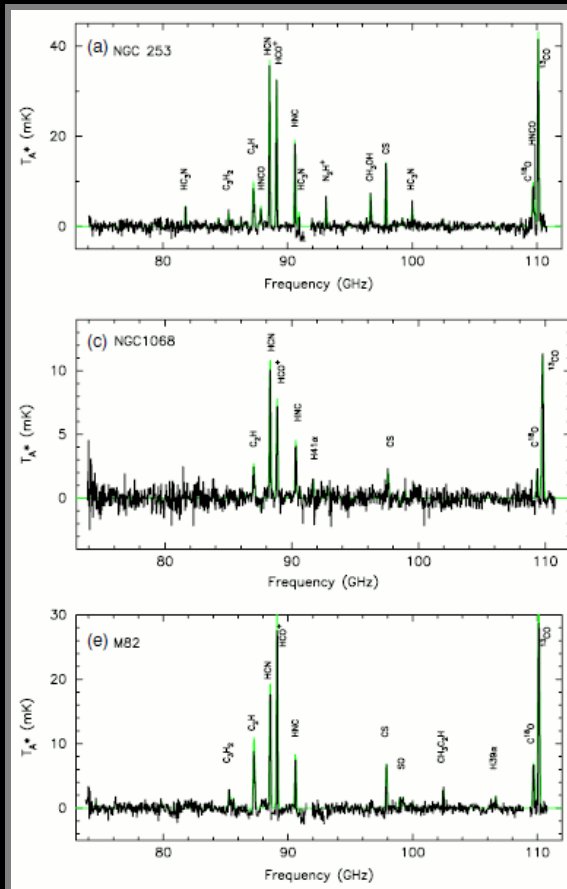 (a) NGC 253
HC₃N
C₃H₂
C₂H
HNCO
HCN
HCO⁺
HNC
HC₃N
N₂H⁺
CH₃OH
CS
HC₃N
C¹⁸O
HNCO
¹³CO
T_A* (mK)
40
20
0
80
90
100
110
Frequency (GHz)
(c) NGC1068
C₂H
HCN
HCO⁺
HNC
H41α
CS
C¹⁸O
¹³CO
T_A* (mK)
10
5
0
80
90
100
110
Frequency (GHz)
(e) M82
C₃H₂
C₂H
HCN
HCO⁺
HNC
CS
SO
CH₃C₂H
H39α
C¹⁸O
¹³CO
T_A* (mK)
30
20
10
0
80
90
100
110
Frequency (GHz)